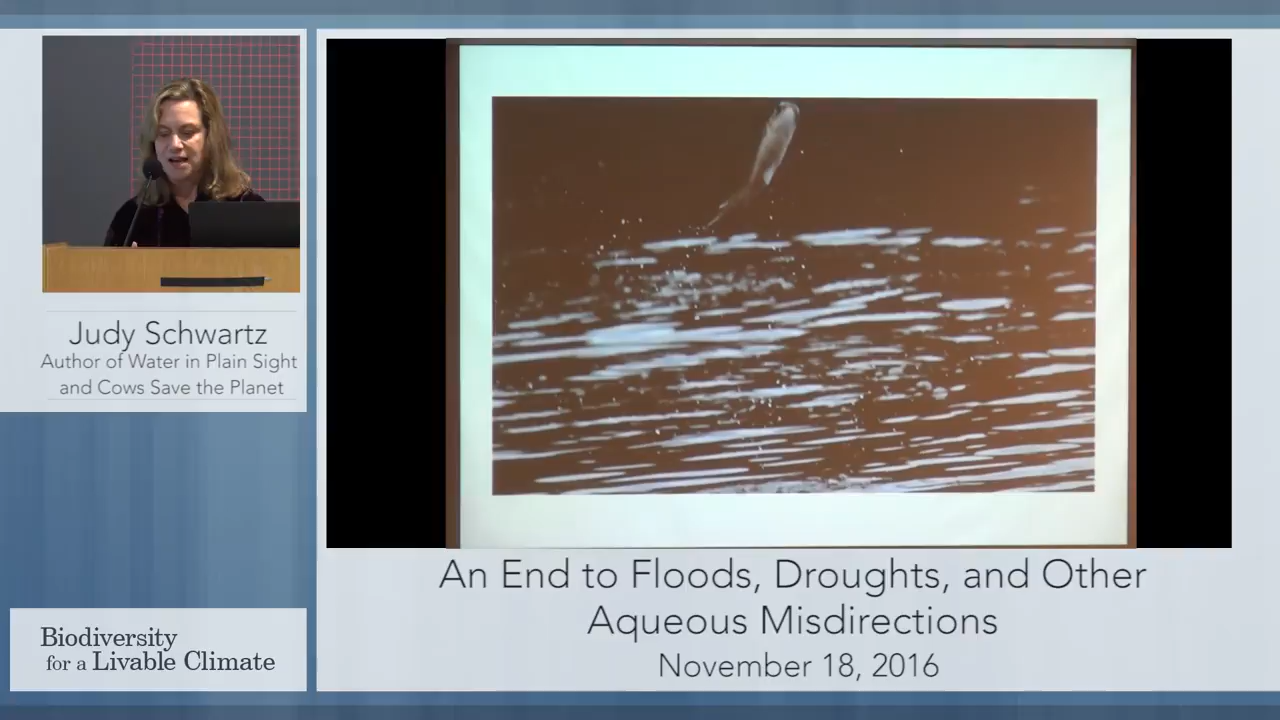 Judy Schwartz
Author of Water in Plain Sight
and Cows Save the Planet
An End to Floods, Droughts, and Other
Aqueous Misdirections
November 18, 2016
Biodiversity
for a Livable Climate